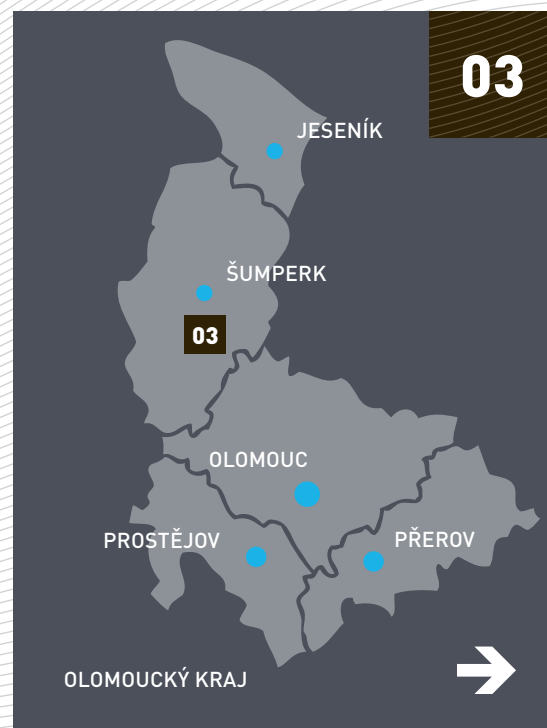 03
JESENÍK
ŠUMPERK
03
OLOMOUC
PROSTĚJOV
PŘEROV
OLOMOUCKÝ KRAJ